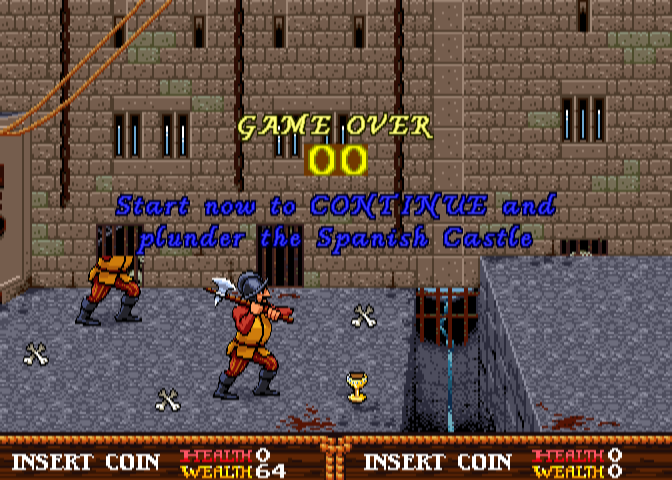 GAME OVER
00
Start now to CONTINUE and
plunder the Spanish Castle
INSERT COIN HEALTH 0 INSERT COIN HEALTH 0
WEALTH 64 WEALTH 0